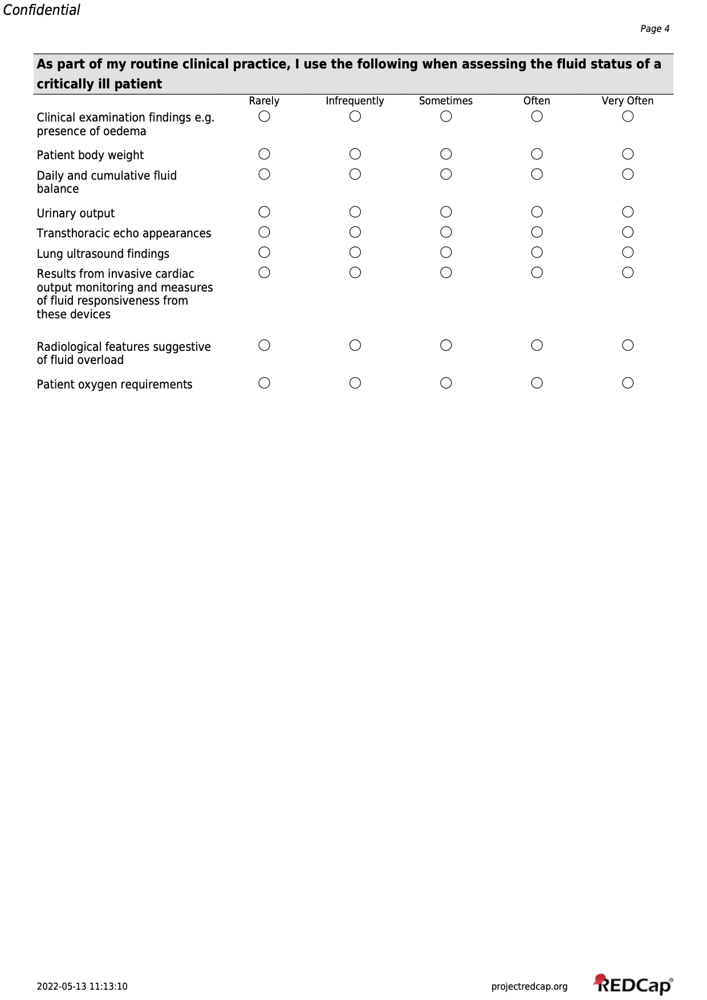 Confidential
Page 4
As part of my routine clinical practice, I use the following when assessing the fluid status of a
critically ill patient
Rarely Infrequently Sometimes Often Very Often
Clinical examination findings e.g.
presence of oedema
Patient body weight
Daily and cumulative fluid
balance
Urinary output
Transthoracic echo appearances
Lung ultrasound findings
Results from invasive cardiac
output monitoring and measures
of fluid responsiveness from
these devices
Radiological features suggestive
of fluid overload
Patient oxygen requirements
2022-05-13 11:13:10 projectredcap.org REDCap®